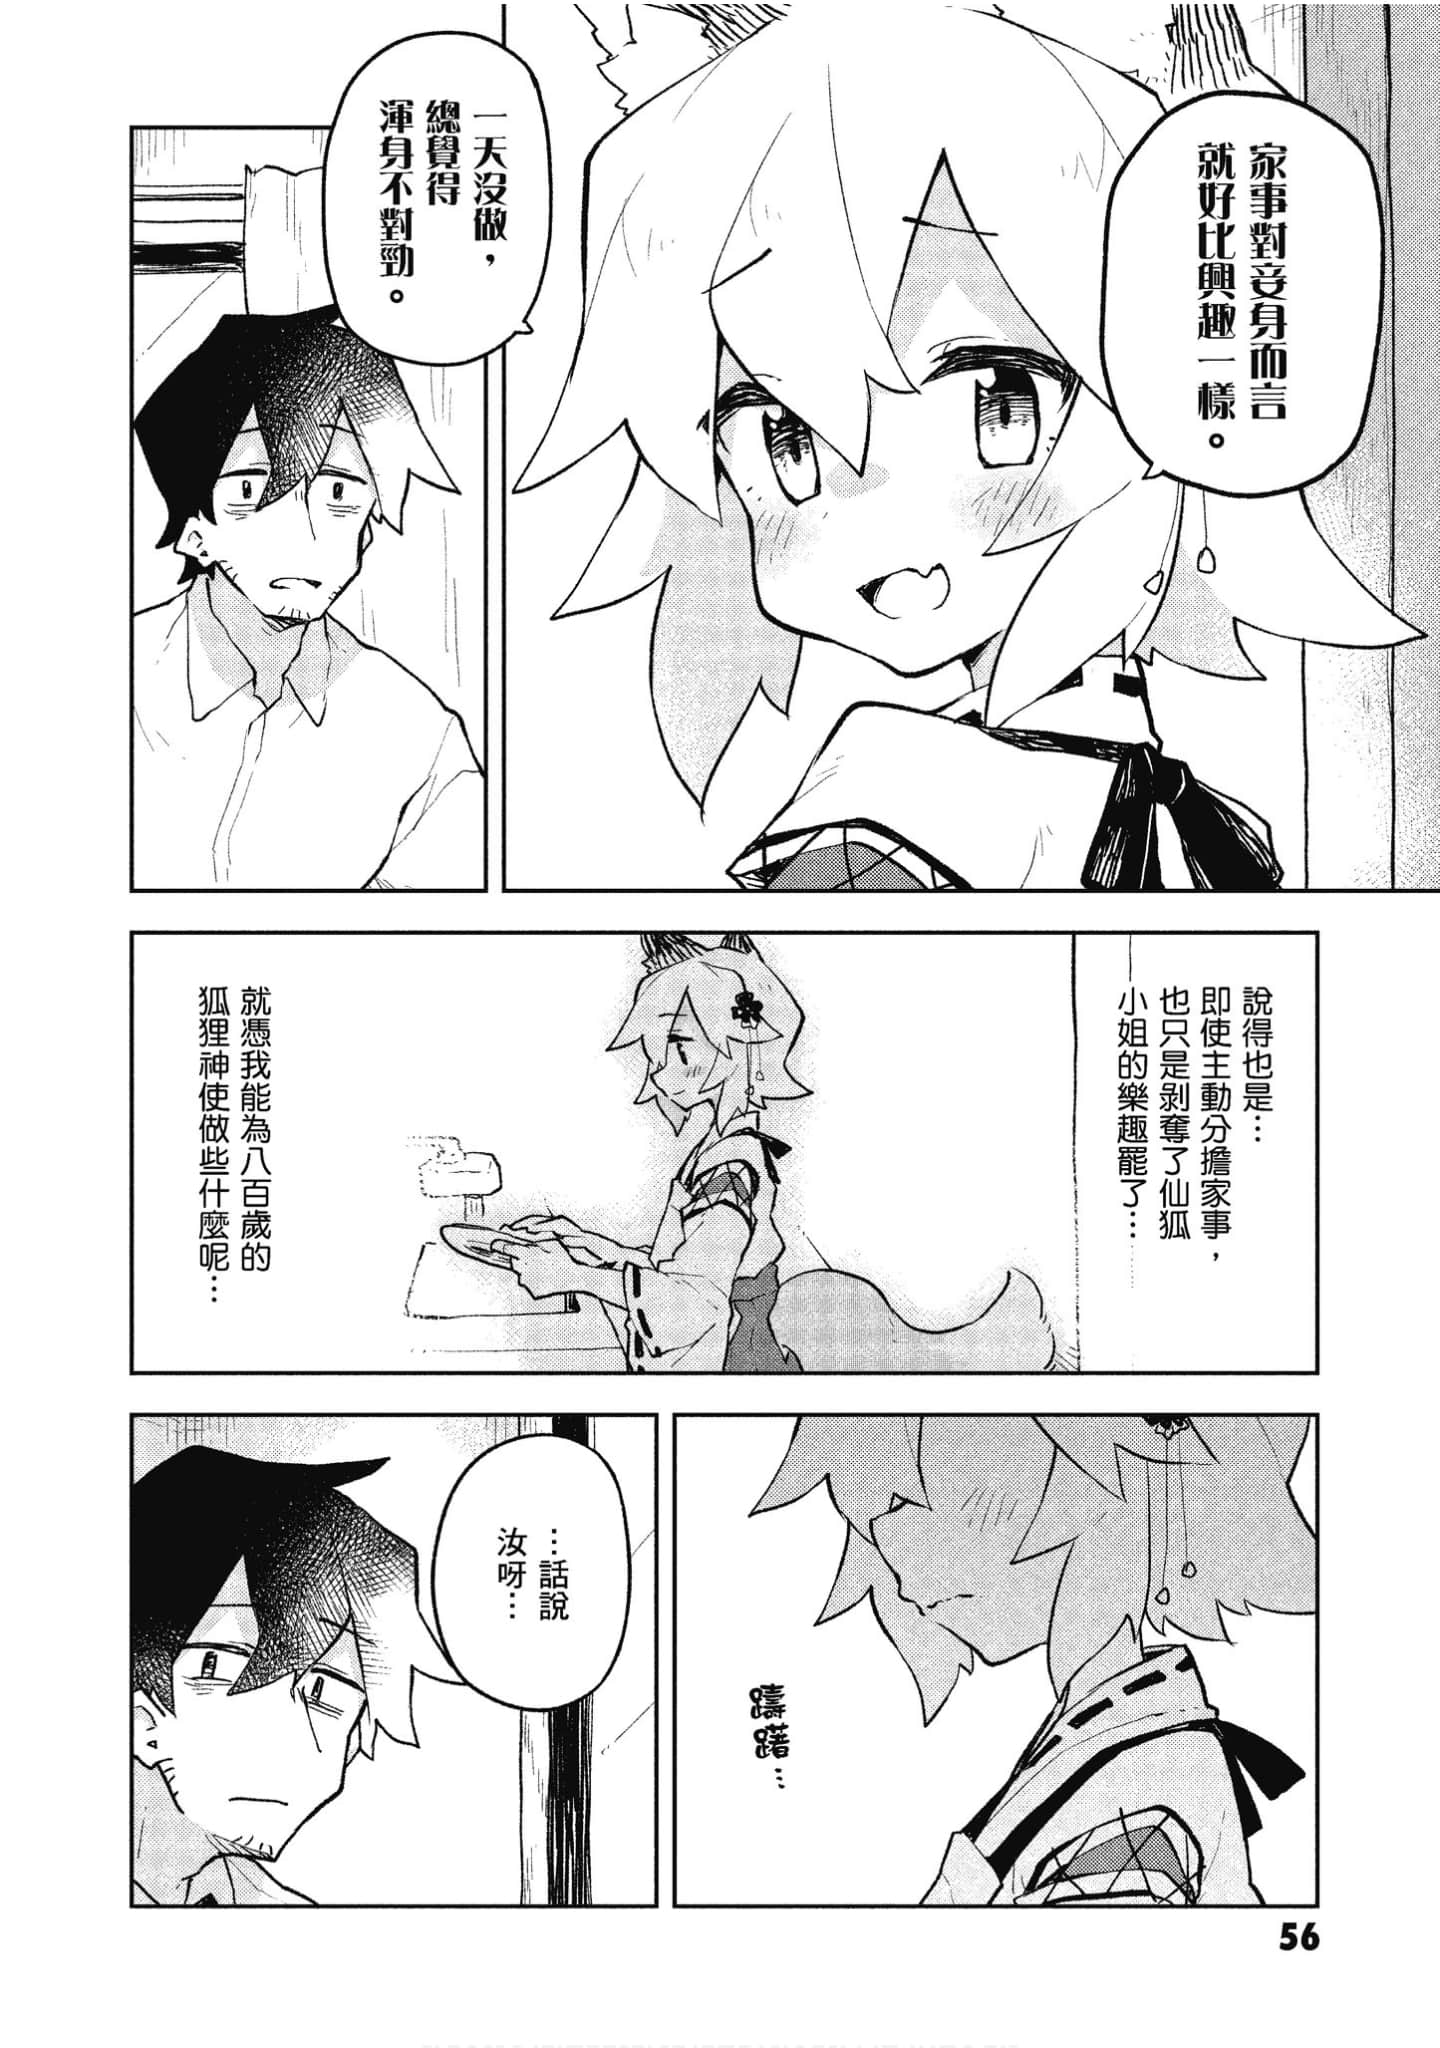 家事對妾身而言
就好比興趣一樣。
一天沒做，
總覺得
渾身不對勁。
說得也是…
即使主動分擔家事，
也只是剝奪了仙狐
小姐的樂趣罷了…
就憑我能為八百歲的
狐狸神使做些什麼呢…
躊躇…
…話說
汝呀…
56